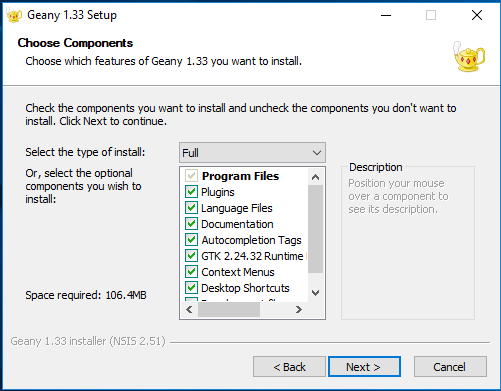 Geany 1.33 Setup
Choose Components
Choose which features of Geany 1.33 you want to install.
Check the components you want to install and uncheck the components you don't want to
install. Click Next to continue.
Select the type of install:
Full
Or, select the optional
components you wish to
install:
Program Files
Plugins
Language Files
Documentation
Autocompletion Tags
GTK 2.24.32 Runtime
Context Menus
Desktop Shortcuts
Description
Position your mouse
over a component to
see its description.
Space required: 106.4MB
Geany 1.33 installer (NSIS 2.51)
< Back
Next >
Cancel